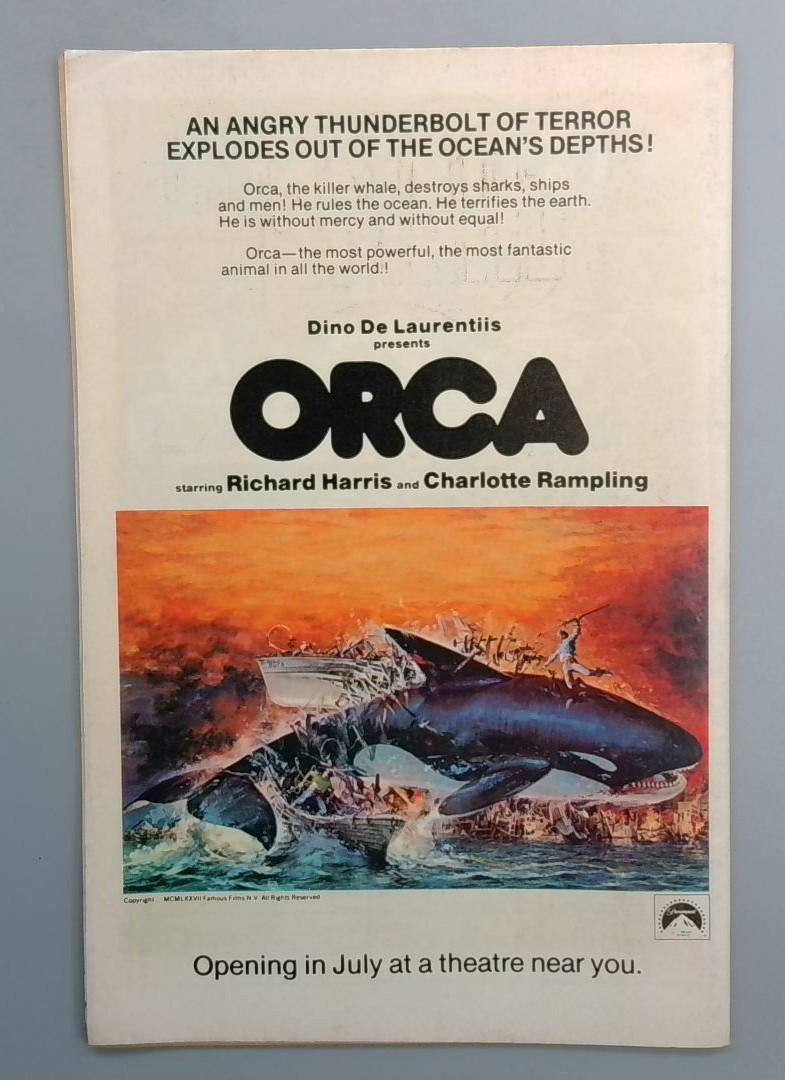 AN ANGRY THUNDERBOLT OF TERROR
EXPLODES OUT OF THE OCEAN'S DEPTHS!
Orca, the killer whale, destroys sharks, ships
and men! He rules the ocean. He terrifies the earth.
He is without mercy and without equal!
Orca—the most powerful, the most fantastic
animal in all the world.!
Dino De Laurentiis
presents
ORCA
starring Richard Harris and Charlotte Rampling
Copyright MCMLXXVII Famous Films N.V. All Rights Reserved
Paramount
Opening in July at a theatre near you.